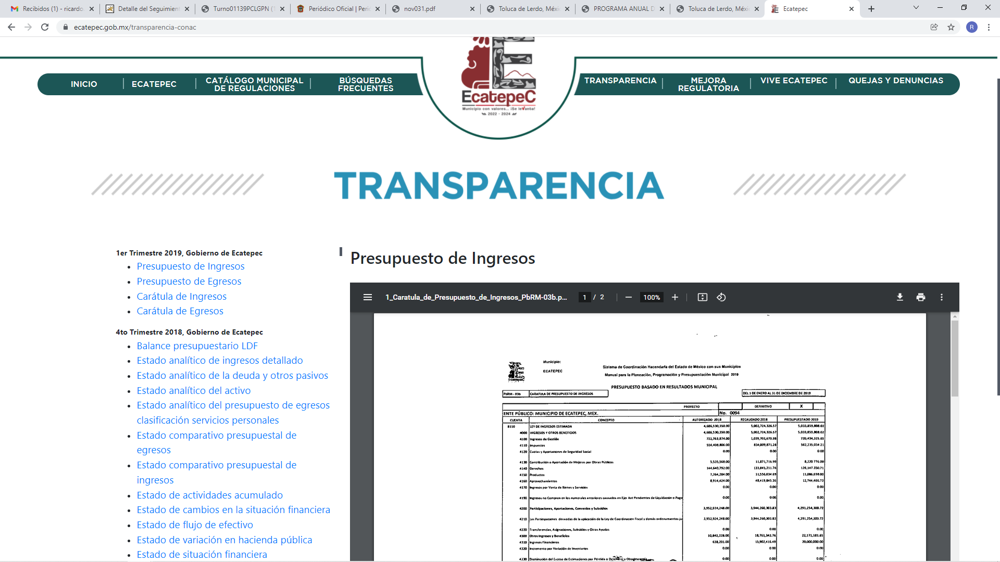 Recibidos (1) - ricardo.
Detalle del Seguimient
Turno01139PCLGPN (
Periódico Oficial | Peri
nov031.pdf
Toluca de Lerdo, Méxi
PROGRAMA ANUAL D
Toluca de Lerdo, Méxi
Ecatepec
ecatepec.gob.mx/transparencia-conac
R
INICIO
ECATEPEC
CATÁLOGO MUNICIPAL
DE REGULACIONES
BÚSQUEDAS
FRECUENTES
E
EcatepeC
Municipio con valores... ¡Se leVanta!
2022 - 2024
TRANSPARENCIA
MEJORA
REGULATORIA
VIVE ECATEPEC
QUEJAS Y DENUNCIAS
TRANSPARENCIA
1er Trimestre 2019, Gobierno de Ecatepec
Presupuesto de Ingresos
Presupuesto de Egresos
Carátula de Ingresos
Carátula de Egresos
4to Trimestre 2018, Gobierno de Ecatepec
Balance presupuestario LDF
Estado analítico de ingresos detallado
Estado analítico de la deuda y otros pasivos
Estado analítico del activo
Estado analítico del presupuesto de egresos
clasificación servicios personales
Estado comparativo presupuestal de
egresos
Estado comparativo presupuestal de
ingresos
Estado de actividades acumulado
Estado de cambios en la situación financiera
Estado de flujo de efectivo
Estado de variación en hacienda pública
Estado de situación financiera
Presupuesto de Ingresos
1_Caratula_de_Presupuesto_de_Ingresos_PbRM-03b.p...
1 / 2
100%
Municipio:
ECATEPEC
EcatepeC
Sistema de Coordinación Hacendaria del Estado de México con sus Municipios
Manual para la Planeación, Programación y Presupuestación Municipal 2019
PRESUPUESTO BASADO EN RESULTADOS MUNICIPAL
PbRM - 03b CARATULA DE PRESUPUESTO DE INGRESOS
DEL 1 DE ENERO AL 31 DE DICIEMBRE DE 2019
PROYECTO DEFINITIVO X
ENTE PÚBLICO: MUNICIPIO DE ECATEPEC, MEX. No. 0094
CUENTA CONCEPTO AUTORIZADO 2018 RECAUDADO 2018 PRESUPUESTADO 2019
8110 LEY DE INGRESOS ESTIMADA 4,686,530,350.00 5,002,724,326.57 5,033,859,808.02
4000 INGRESOS Y OTROS BENEFICIOS 4,686,530,350.00 5,002,724,326.57 5,033,859,808.02
4100 Ingresos de Gestión 722,763,874.00 1,039,702,679.98 720,434,325.65
4110 Impuestos 556,408,806.00 834,009,871.28 562,235,034 21
4120 Cuotas y Aportaciones de Seguridad Social 0.00 0.00 0.00
4130 Contribución o Aportación de Mejoras por Obras Públicas 5,535,568.00 11,871,716.99 8,220 776.00
4140 Derechos 144,640,792.00 133,845,211.76 126,147.350.71
4150 Productos 7,264,284.00 11,556,034.69 11,086,698.00
4160 Aprovechamientos 8,914,424.00 48,419,845.26 12,744,466.73
4170 Ingresos por Venta de Bienes y Servicios 0.00 0.00 0.00
4190 Ingresos no Compren en los numerales anteriores causados en Ejer Ant Pendientes de Liquidación o Pago 0.00 0.00 0.00
4200 Participaciones, Aportaciones, Convenios y Subsidios 3,952,924,248.00 3,944,260,303.83 4,291,254,300.72
4210 Las Participaciones derivadas de la aplicación de la Ley de Coordinación Fiscal y demás ordenamientos ju 3,952,924,248.00 3,944,260,303.83 4,291,254,300.72
4220 Transferencias, Asignaciones, Subsidios y Otras Ayudas 0.00 0.00 0.00
4300 Otros Ingresos y Beneficios 10,842,228.00 18,761,342.76 22,171,181.65
4310 Ingresos Financieros 638,201.00 15,902,416.49 20,000,000.00
4320 Incremento por Variación de Inventarios 0.00 0.00 0.00
4330 Disminución del Exceso de Estimaciones por Pérdida o Deterioro u Obsolescencia 0.00 0.00 0.00